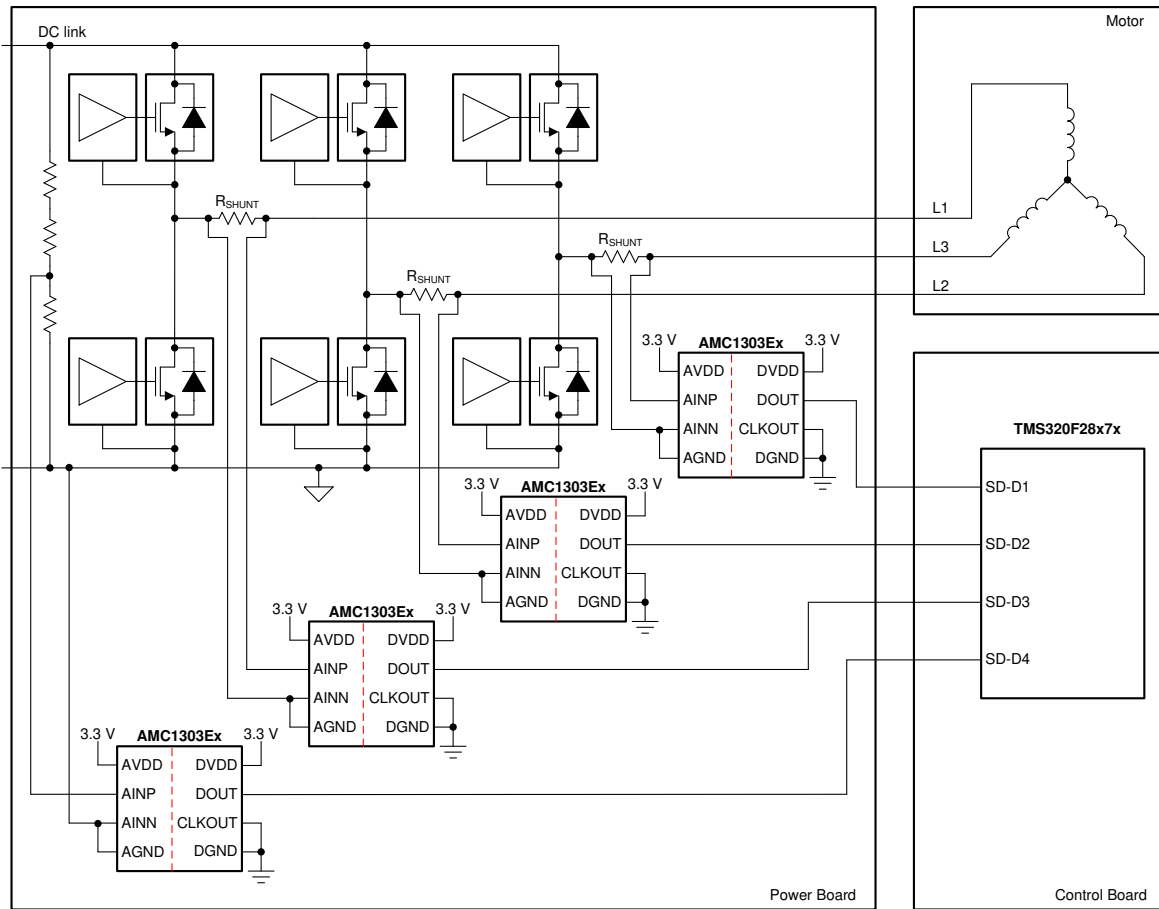 DC link
Motor
RSHUNT
L1
RSHUNT
L3
RSHUNT
L2
3.3 V
AMC1303Ex
3.3 V
AVDD
DVDD
AINP
DOUT
AINN
CLKOUT
AGND
DGND
TMS320F28x7x
SD-D1
SD-D2
SD-D3
SD-D4
3.3 V
AMC1303Ex
3.3 V
AVDD
DVDD
AINP
DOUT
AINN
CLKOUT
AGND
DGND
3.3 V
AMC1303Ex
3.3 V
AVDD
DVDD
AINP
DOUT
AINN
CLKOUT
AGND
DGND
3.3 V
AMC1303Ex
3.3 V
AVDD
DVDD
AINP
DOUT
AINN
CLKOUT
AGND
DGND
Power Board
Control Board